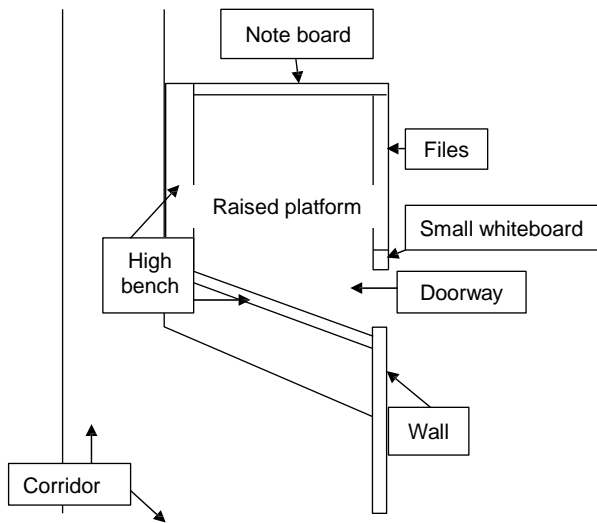 Note board
Files
Raised platform
Small whiteboard
High
bench
Doorway
Wall
Corridor